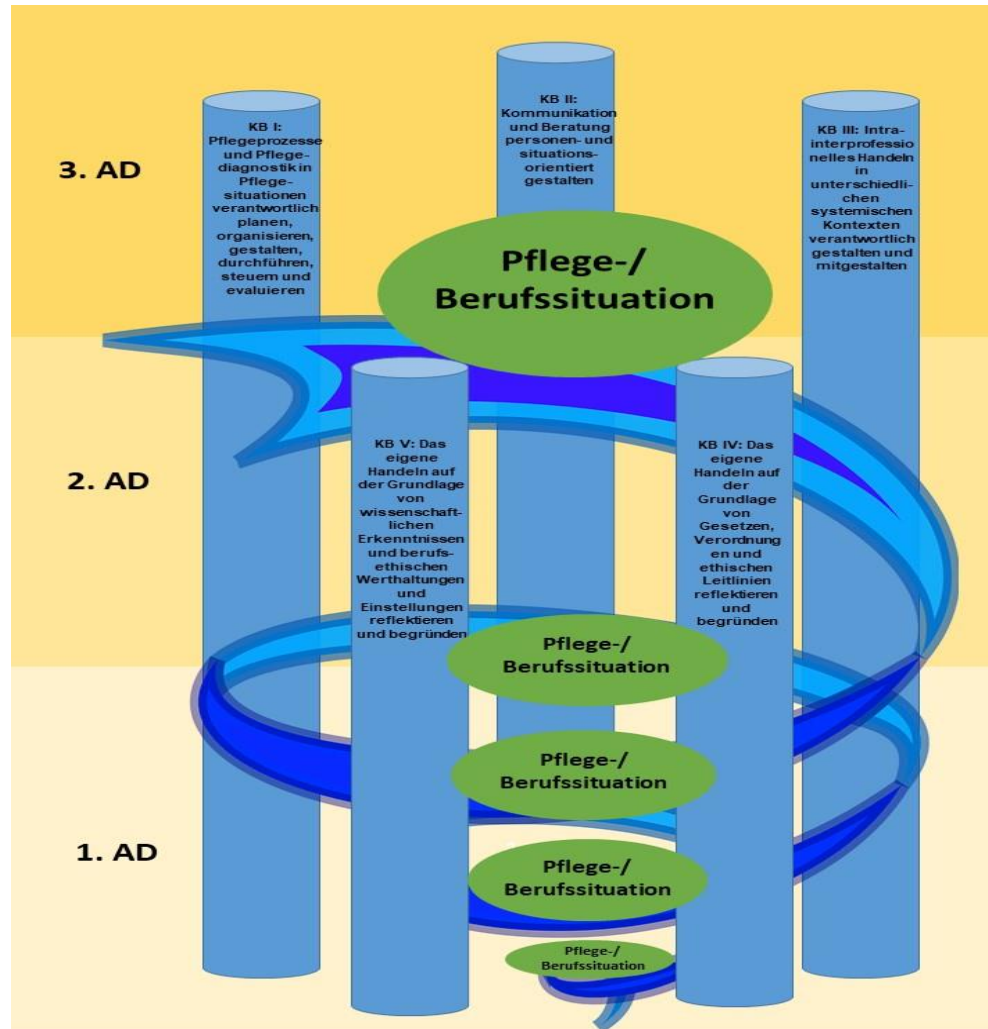 3. AD
KB I:
Pflegeprozesse
und Pflege-
diagnostik in
Pflege-
situationen
verantwortlich
planen,
organisieren,
gestalten,
durchführen,
steuern und
evaluieren
KB II:
Kommunikation
und Beratung
personen- und
situations-
orientiert
gestalten
KB III: Intra-
interprofessio
nelles Handeln
in
unterschiedli-
chen
systemischen
Kontexten
verantwortlich
gestalten und
mitgestalten
Pflege-/
Berufssituation
2. AD
KB V: Das
eigene
Handeln auf
der Grundlage
von
wissenschaft-
lichen
Erkenntnissen
und berufs-
ethischen
Werthaltungen
und
Einstellungen
reflektieren
und begründen
KB IV: Das
eigene
Handeln auf
der
Grundlage
von
Gesetzen,
Verordnung
en und
ethischen
Leitlinien
reflektieren
und
begründen
Pflege-/
Berufssituation
Pflege-/
Berufssituation
1. AD
Pflege-/
Berufssituation
Pflege-/
Berufssituation